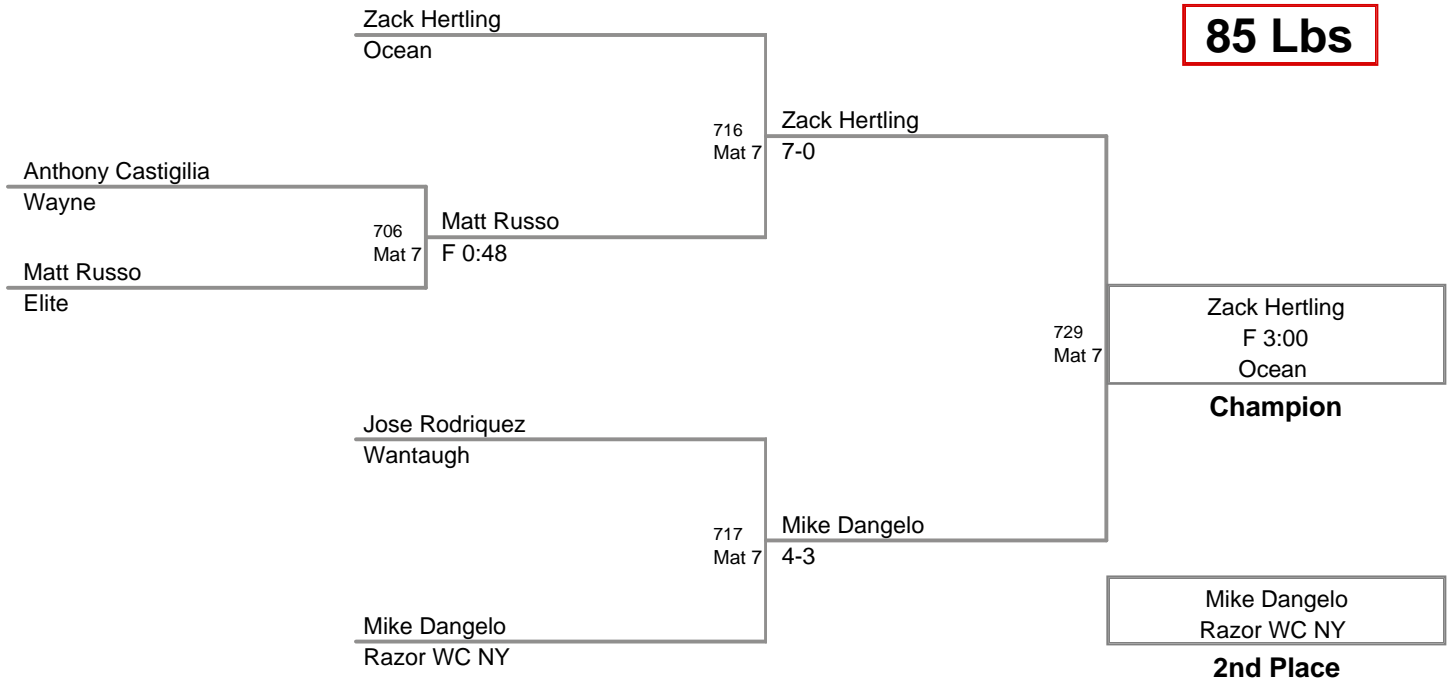 85 Lbs
Zack Hertling
Ocean
716
Mat 7
Zack Hertling
7-0
Anthony Castigilia
Wayne
706
Mat 7
Matt Russo
F 0:48
Matt Russo
Elite
729
Mat 7
Zack Hertling
F 3:00
Ocean
Champion
Jose Rodriquez
Wantaugh
717
Mat 7
Mike Dangelo
4-3
Mike Dangelo
Razor WC NY
Mike Dangelo
Razor WC NY
2nd Place